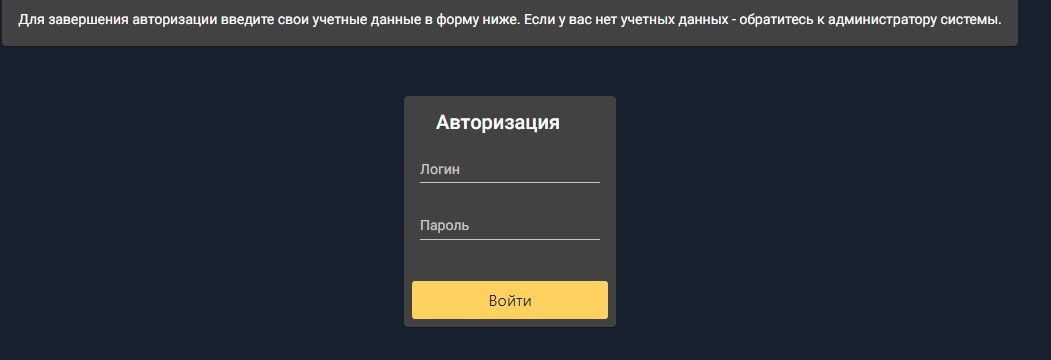 Для завершения авторизации введите свои учетные данные в форму ниже. Если у вас нет учетных данных - обратитесь к администратору системы.
Авторизация
Логин
Пароль
Войти